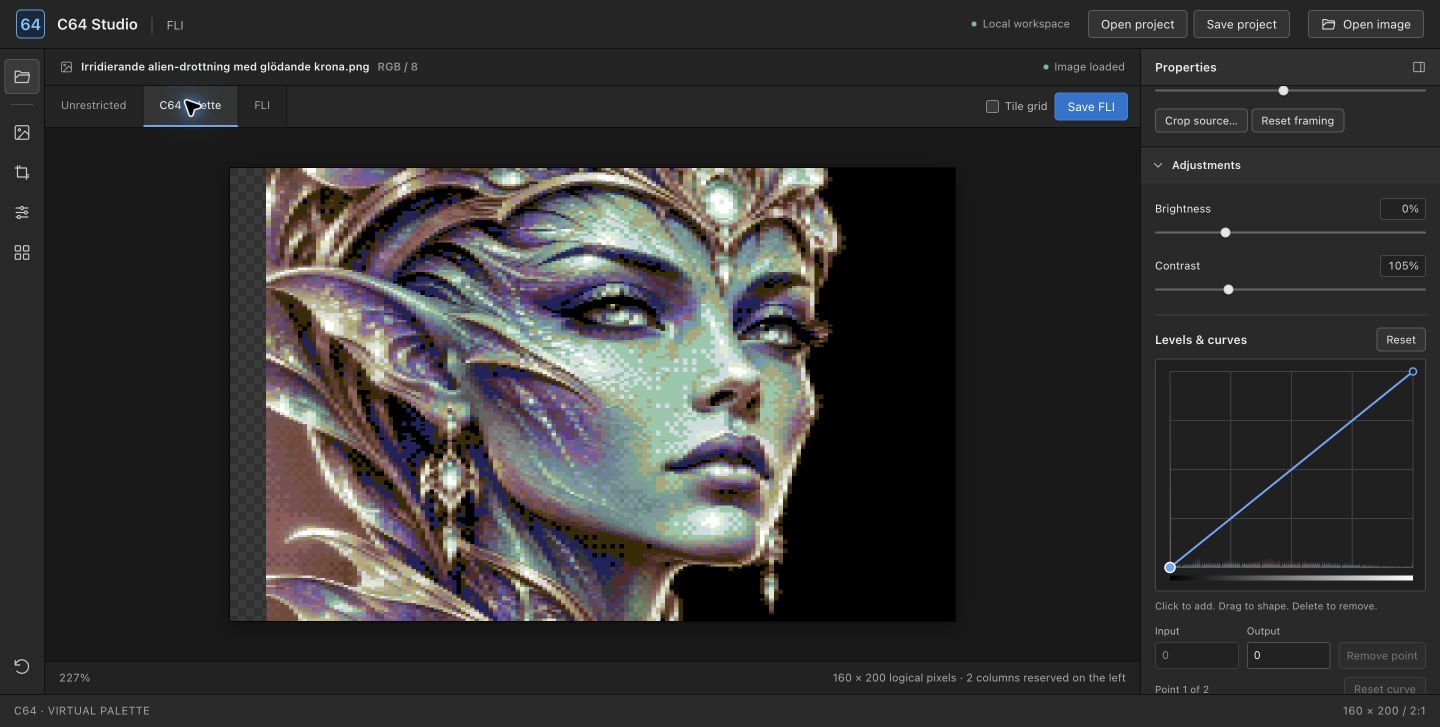 64 C64 Studio FLI Local workspace Open project Save project Open image
Irridierande alien-drottning med glödande krona.png RGB / 8 Image loaded
Unrestricted C64 FLI Tile grid Save FLI
Properties
Crop source... Reset framing
Adjustments
Brightness 0%
Contrast 105%
Levels & curves Reset
Click to add. Drag to shape. Delete to remove.
Input Output
0 0 Remove point
Point 1 of 2 Reset curve
227% 160 × 200 logical pixels · 2 columns reserved on the left
C64 · VIRTUAL PALETTE 160 × 200 / 2:1